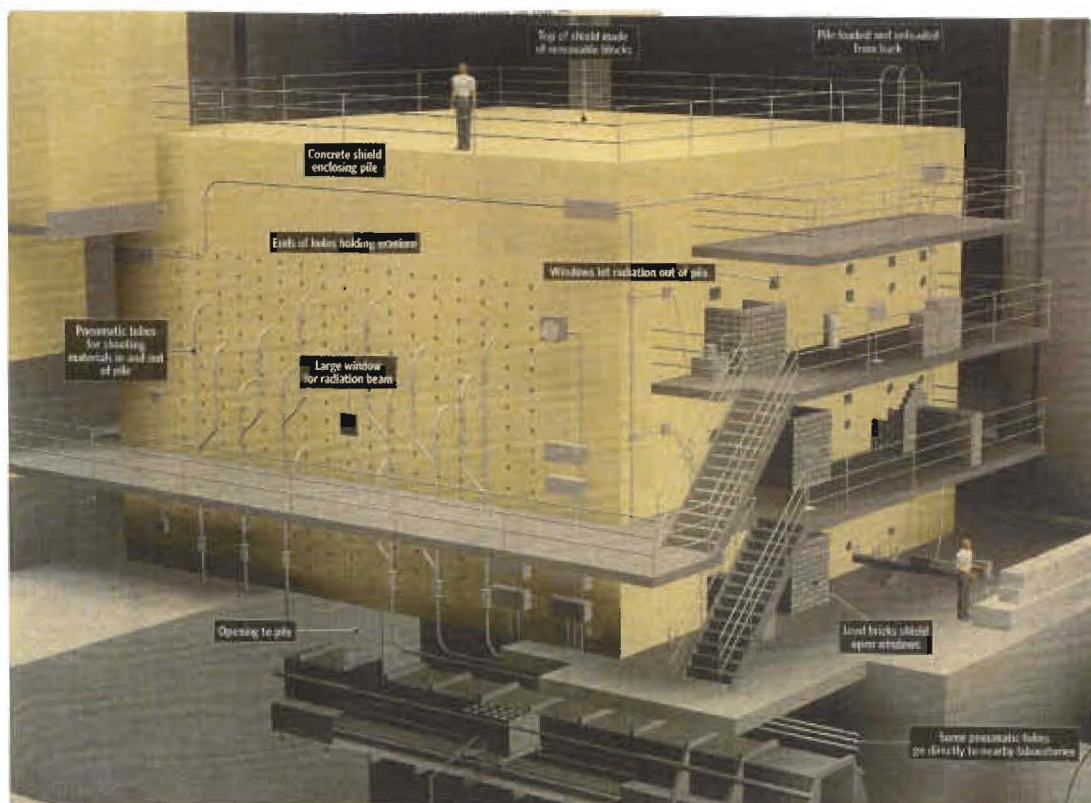 Top of shield made
of removable blocks
Pile loaded and unloaded
from back
Concrete shield
enclosing pile
Ends of holes holding uranium
Windows let radiation out of pile
Pneumatic tubes
for shooting
materials in and out
of pile
Large window
for radiation beam
Opening to pile
Lead bricks shield
open windows
Some pneumatic tubes
go directly to nearby laboratories